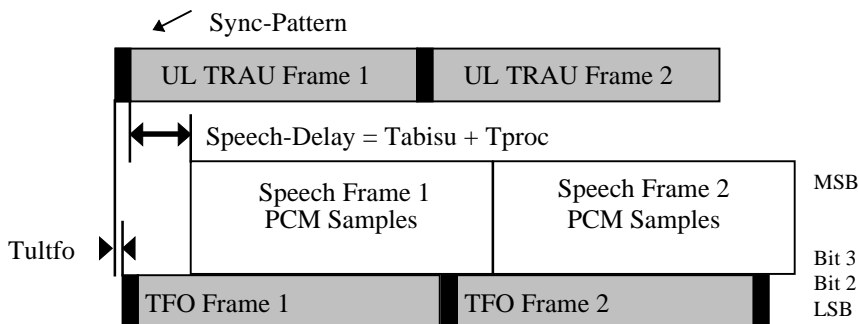 Sync-Pattern
UL TRAU Frame 1
UL TRAU Frame 2
Speech-Delay = Tabisu + Tproc
Speech Frame 1
PCM Samples
Speech Frame 2
PCM Samples
MSB
Tultfo
Bit 3
Bit 2
LSB
TFO Frame 1
TFO Frame 2